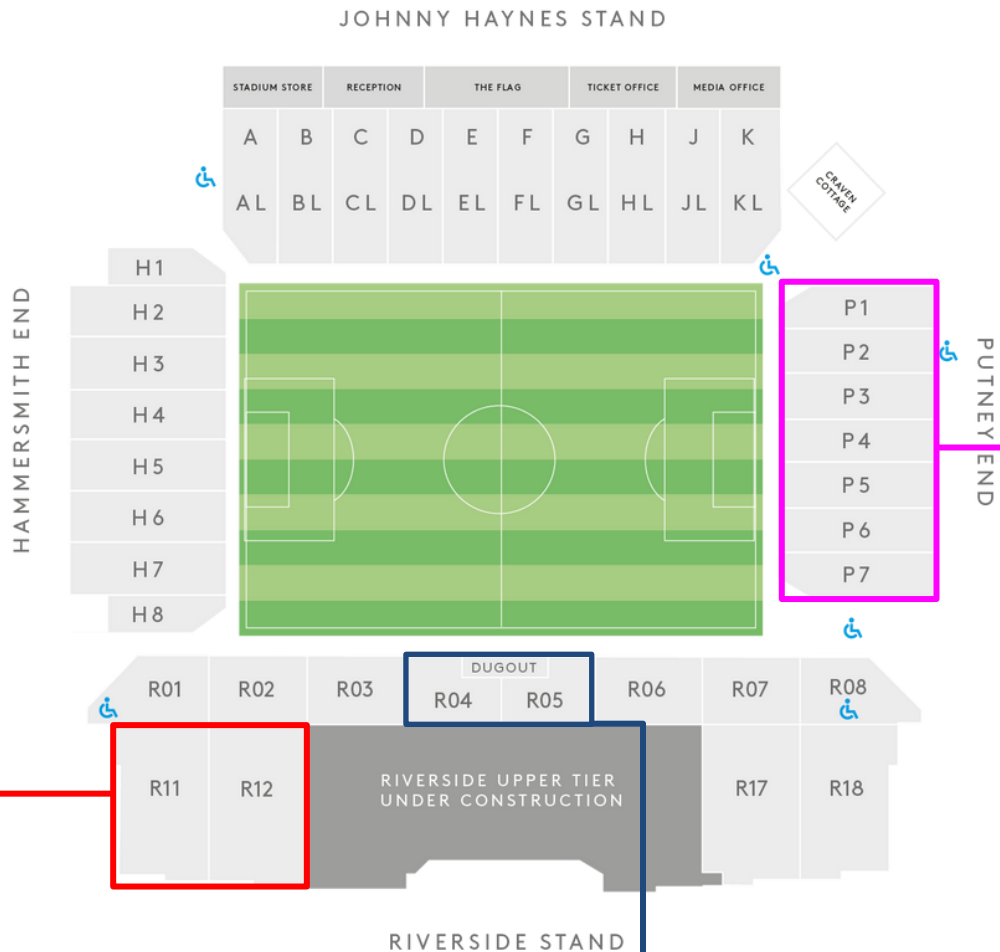 JOHNNY HAYNES STAND
STADIUM STORE
RECEPTION
THE FLAG
TICKET OFFICE
MEDIA OFFICE
A
B
C
D
E
F
G
H
J
K
AL
BL
CL
DL
EL
FL
GL
HL
JL
KL
CRAVEN
COTTAGE
HAMMERSMITH END
H1
H2
H3
H4
H5
H6
H7
H8
P1
P2
P3
P4
P5
P6
P7
PUTNEY END
DUGOUT
R01
R02
R03
R04
R05
R06
R07
R08
R11
R12
RIVERSIDE UPPER TIER
UNDER CONSTRUCTION
R17
R18
RIVERSIDE STAND